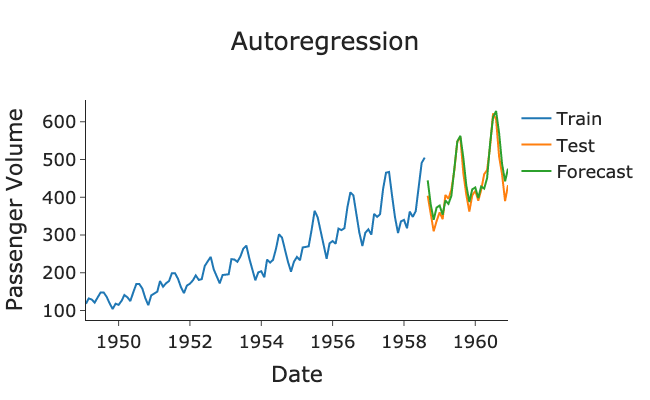 Autoregression
Passenger Volume
600
500
400
300
200
100
1950
1952
1954
1956
1958
1960
Date
Train
Test
Forecast